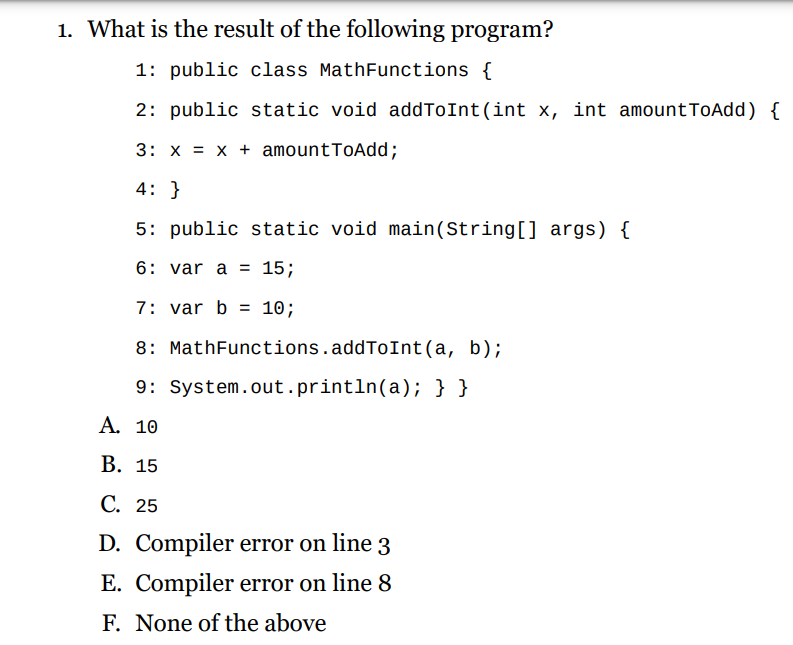 1. What is the result of the following program?
1: public class MathFunctions {
2: public static void addToInt(int x, int amountToAdd) {
3: x = x + amountToAdd;
4: }
5: public static void main(String[] args) {
6: var a = 15;
7: var b = 10;
8: MathFunctions.addToInt(a, b);
9: System.out.println(a); } }
A. 10
B. 15
C. 25
D. Compiler error on line 3
E. Compiler error on line 8
F. None of the above